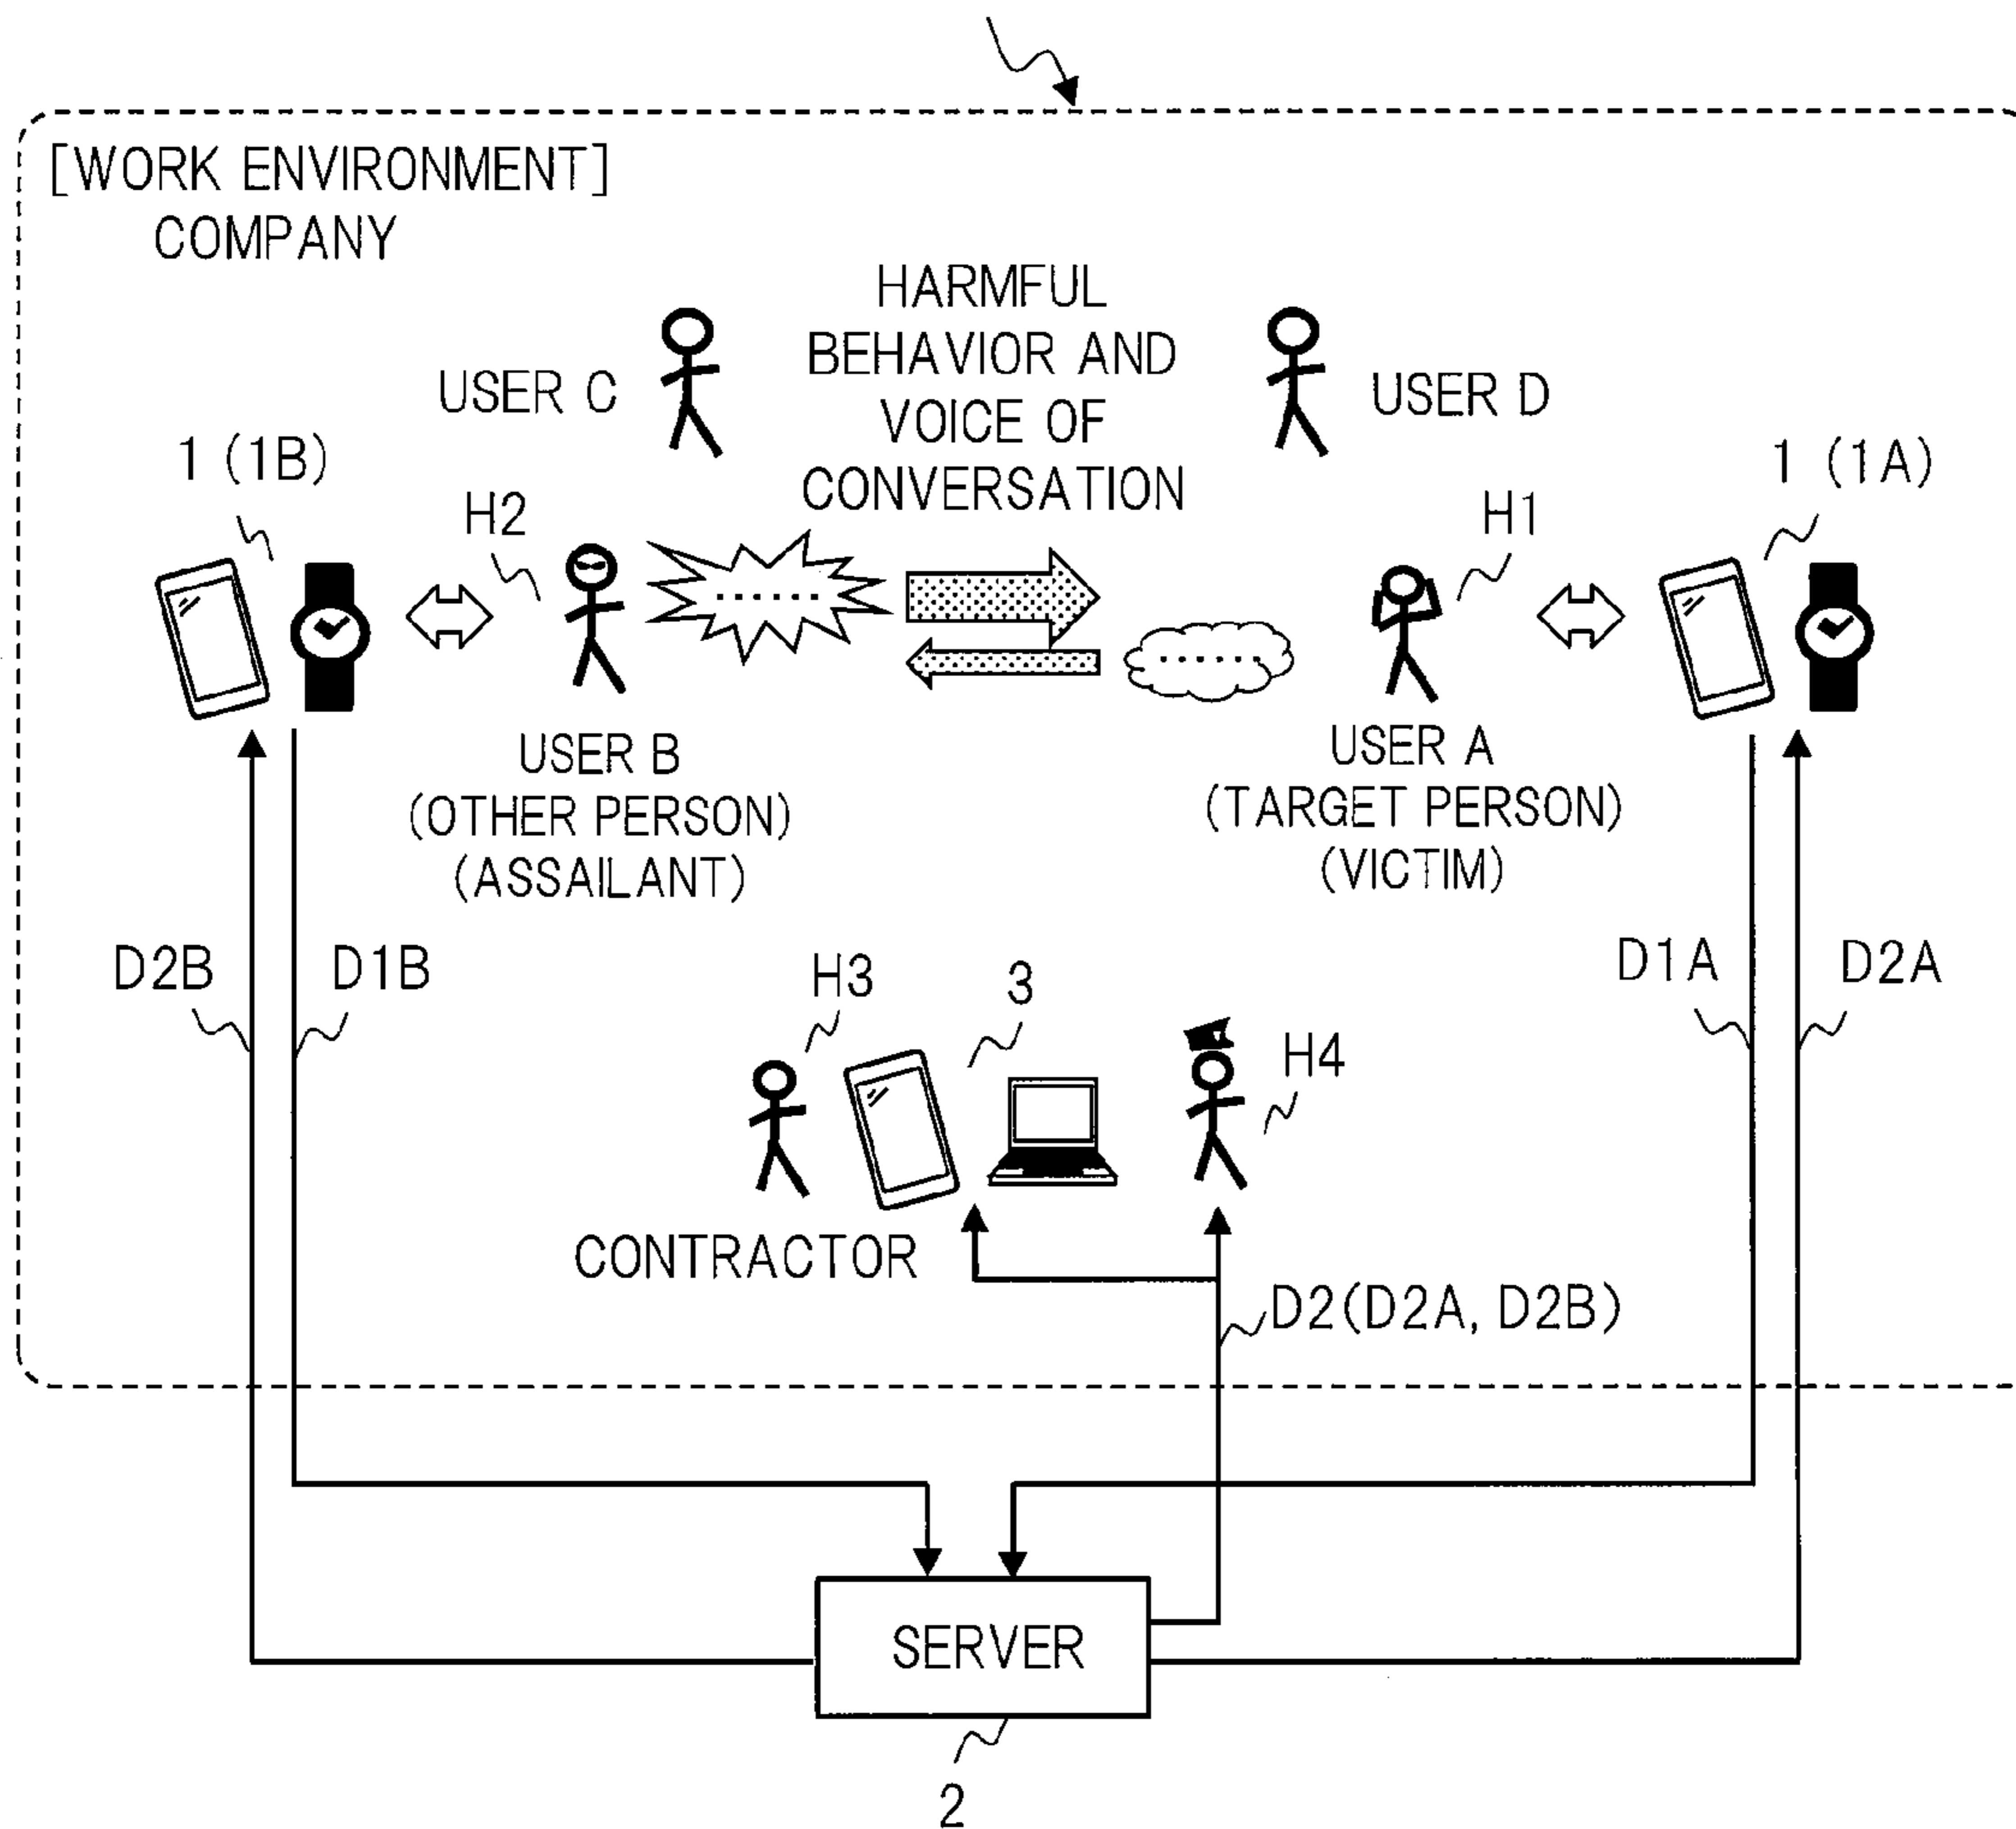 [WORK ENVIRONMENT]
COMPANY
HARMFUL
BEHAVIOR AND
VOICE OF
CONVERSATION
USER C
USER D
1 (1B)
H2
H1
1 (1A)
USER B
(OTHER PERSON)
(ASSAILANT)
USER A
(TARGET PERSON)
(VICTIM)
D2B
D1B
H3
3
H4
D1A
D2A
CONTRACTOR
D2(D2A, D2B)
SERVER
2